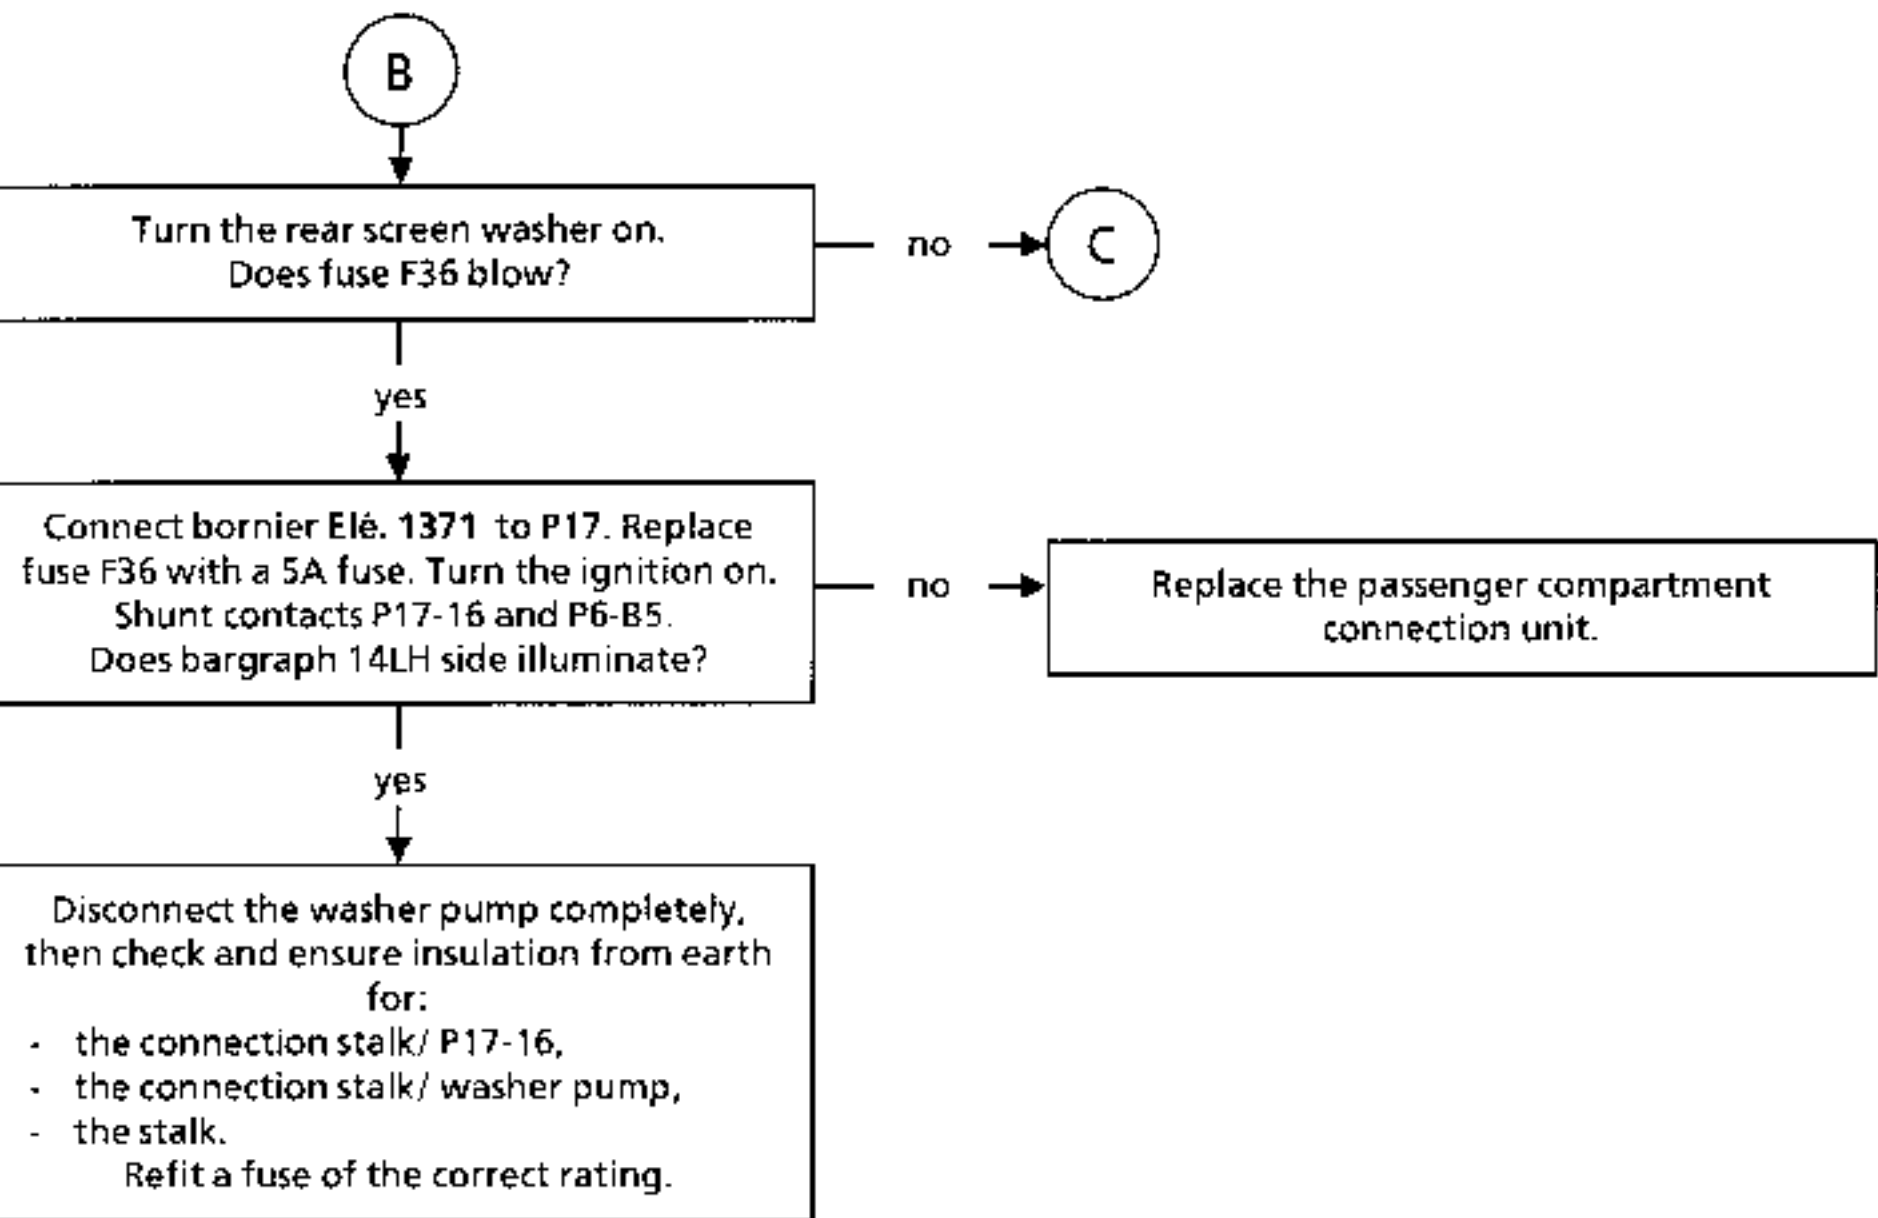 B
Turn the rear screen washer on.
Does fuse F36 blow?
no
C
yes
Connect bornier Elé. 1371 to P17. Replace
fuse F36 with a 5A fuse. Turn the ignition on.
Shunt contacts P17-16 and P6-B5.
Does bargraph 14LH side illuminate?
no
Replace the passenger compartment
connection unit.
yes
Disconnect the washer pump completely,
then check and ensure insulation from earth
for:
- the connection stalk/ P17-16,
- the connection stalk/ washer pump,
- the stalk.
Refit a fuse of the correct rating.